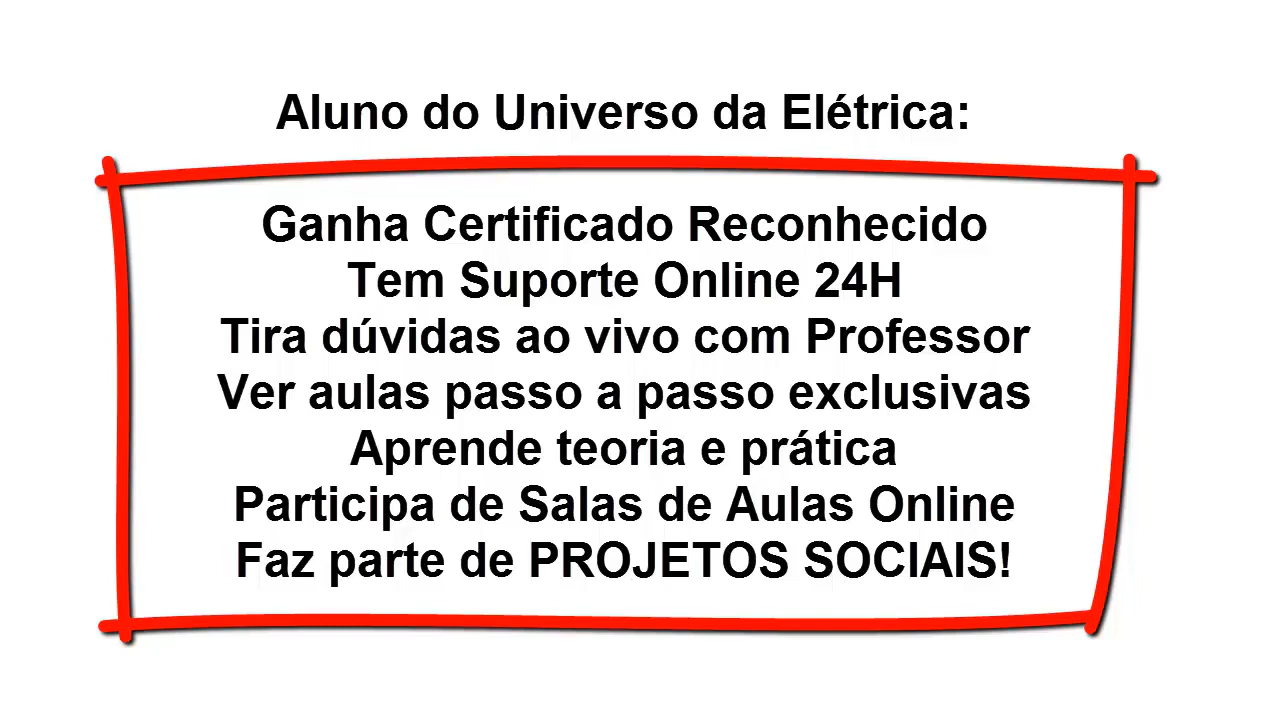 Aluno do Universo da Elétrica:
Ganha Certificado Reconhecido
Tem Suporte Online 24H
Tira dúvidas ao vivo com Professor
Ver aulas passo a passo exclusivas
Aprende teoria e prática
Participa de Salas de Aulas Online
Faz parte de PROJETOS SOCIAIS!